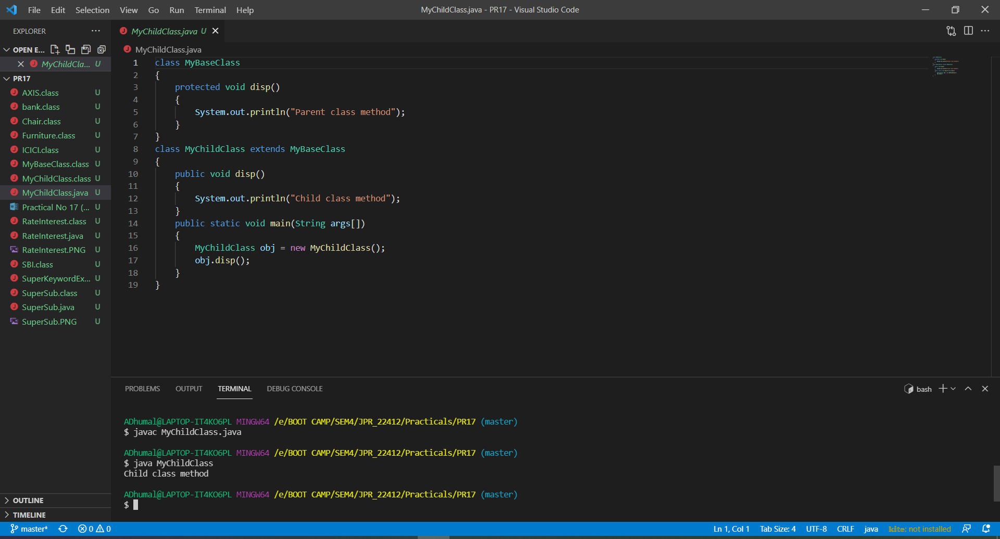 File Edit Selection View Go Run Terminal Help
MyChildClass.java - PR17 - Visual Studio Code
EXPLORER
MyChildClass.java U
OPEN E...
MyChildClass.java
MyChildCla... U
PR17
AXIS.class U
bank.class U
Chair.class U
Furniture.class U
ICICI.class U
MyBaseClass.class U
MyChildClass.class U
MyChildClass.java U
Practical No 17 (... U
RateInterest.class U
RateInterest.java U
RateInterest.PNG U
SBI.class U
SuperKeywordEx... U
SuperSub.class U
SuperSub.java U
SuperSub.PNG U
OUTLINE
TIMELINE
1 class MyBaseClass
2 {
3 protected void disp()
4 {
5 System.out.println("Parent class method");
6 }
7 }
8 class MyChildClass extends MyBaseClass
9 {
10 public void disp()
11 {
12 System.out.println("Child class method");
13 }
14 public static void main(String args[])
15 {
16 MyChildClass obj = new MyChildClass();
17 obj.disp();
18 }
19 }
PROBLEMS OUTPUT TERMINAL DEBUG CONSOLE
bash
ADhumal@LAPTOP-IT4KO6PL MINGW64 /e/BOOT CAMP/SEM4/JPR_22412/Practicals/PR17 (master)
$ javac MyChildClass.java
ADhumal@LAPTOP-IT4KO6PL MINGW64 /e/BOOT CAMP/SEM4/JPR_22412/Practicals/PR17 (master)
$ java MyChildClass
Child class method
ADhumal@LAPTOP-IT4KO6PL MINGW64 /e/BOOT CAMP/SEM4/JPR_22412/Practicals/PR17 (master)
$
master* 0 0
Ln 1, Col 1 Tab Size: 4 UTF-8 CRLF java kite: not installed